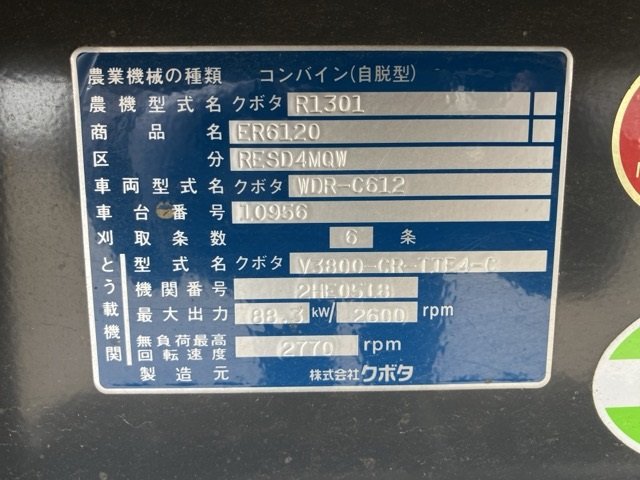 農業機械の種類 コンバイン(自脱型)
農機型式名 クボタ R1301
商品名 ER6120
区分 RESD4MQW
車両型式名 クボタ WDR-C612
車台番号 10956
刈取条数 6 条
とう載機関
型式名 クボタ V3800-CR-TIE4-C
機関番号 2HE0518
最大出力 88.3 kW/ 2600 rpm
無負荷最高回転速度 2770 rpm
製造元 株式会社クボタ